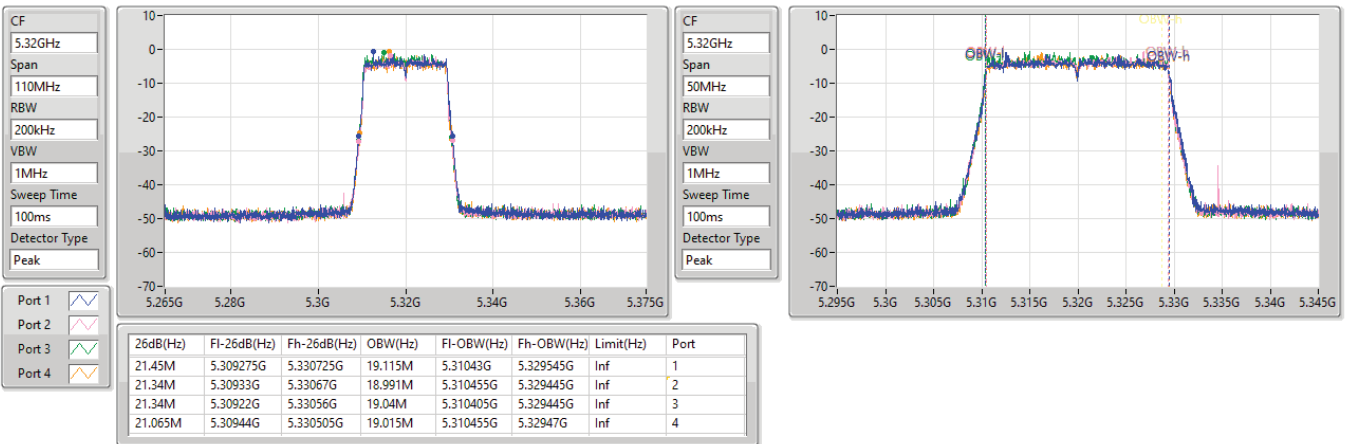 CF
5.32GHz
Span
110MHz
RBW
200kHz
VBW
1MHz
Sweep Time
100ms
Detector Type
Peak
10
0
-10
-20
-30
-40
-50
-60
-70
5.265G 5.28G 5.3G 5.32G 5.34G 5.36G 5.375G
CF
5.32GHz
Span
50MHz
RBW
200kHz
VBW
1MHz
Sweep Time
100ms
Detector Type
Peak
10
0
-10
-20
-30
-40
-50
-60
-70
OBW-h
OBW-l
OBW-h
5.295G 5.3G 5.305G 5.31G 5.315G 5.32G 5.325G 5.33G 5.335G 5.34G 5.345G
Port 1
Port 2
Port 3
Port 4
26dB(Hz) Fl-26dB(Hz) Fh-26dB(Hz) OBW(Hz) Fl-OBW(Hz) Fh-OBW(Hz) Limit(Hz) Port
21.45M 5.309275G 5.330725G 19.115M 5.31043G 5.329545G Inf 1
21.34M 5.30933G 5.33067G 18.991M 5.310455G 5.329445G Inf 2
21.34M 5.30922G 5.33056G 19.04M 5.310405G 5.329445G Inf 3
21.065M 5.30944G 5.330505G 19.015M 5.310455G 5.32947G Inf 4